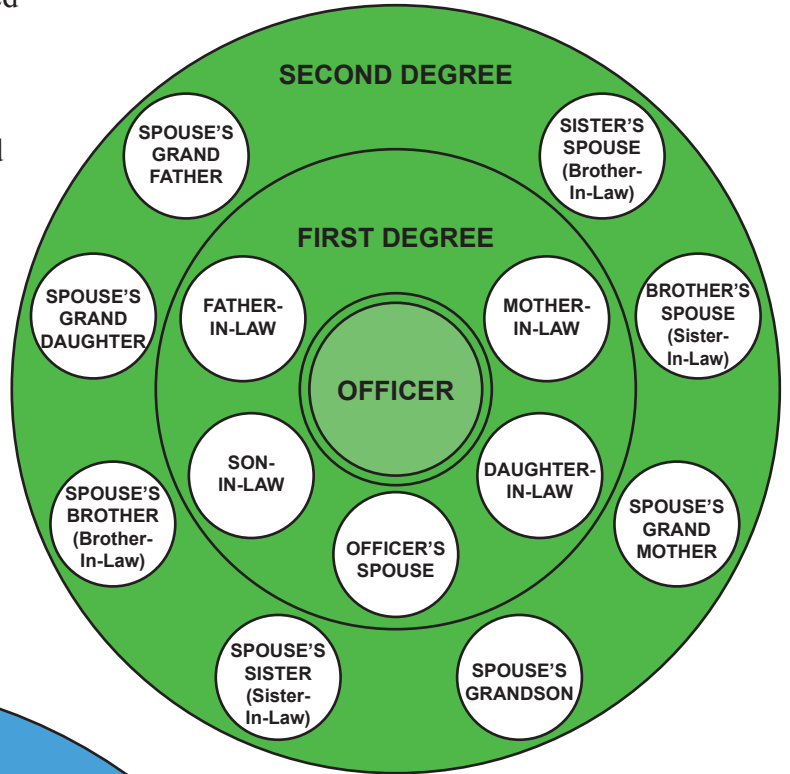 ed
d
SECOND DEGREE
SPOUSE'S
GRAND
FATHER
SISTER'S
SPOUSE
(Brother-
In-Law)
FIRST DEGREE
SPOUSE'S
GRAND
DAUGHTER
FATHER-
IN-LAW
MOTHER-
IN-LAW
BROTHER'S
SPOUSE
(Sister-
In-Law)
OFFICER
SPOUSE'S
BROTHER
(Brother-
In-Law)
SON-
IN-LAW
DAUGHTER-
IN-LAW
SPOUSE'S
GRAND
MOTHER
OFFICER'S
SPOUSE
SPOUSE'S
SISTER
(Sister-
In-Law)
SPOUSE'S
GRANDSON